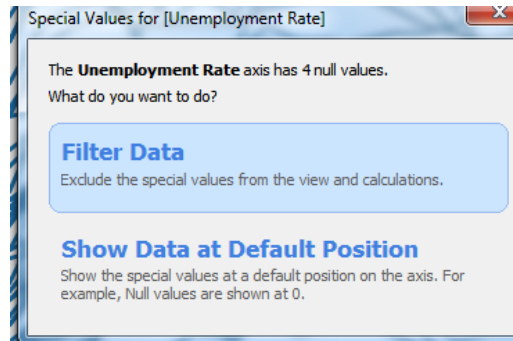 Special Values for [Unemployment Rate]
The Unemployment Rate axis has 4 null values.
What do you want to do?
Filter Data
Exclude the special values from the view and calculations.
Show Data at Default Position
Show the special values at a default position on the axis. For
example, Null values are shown at 0.